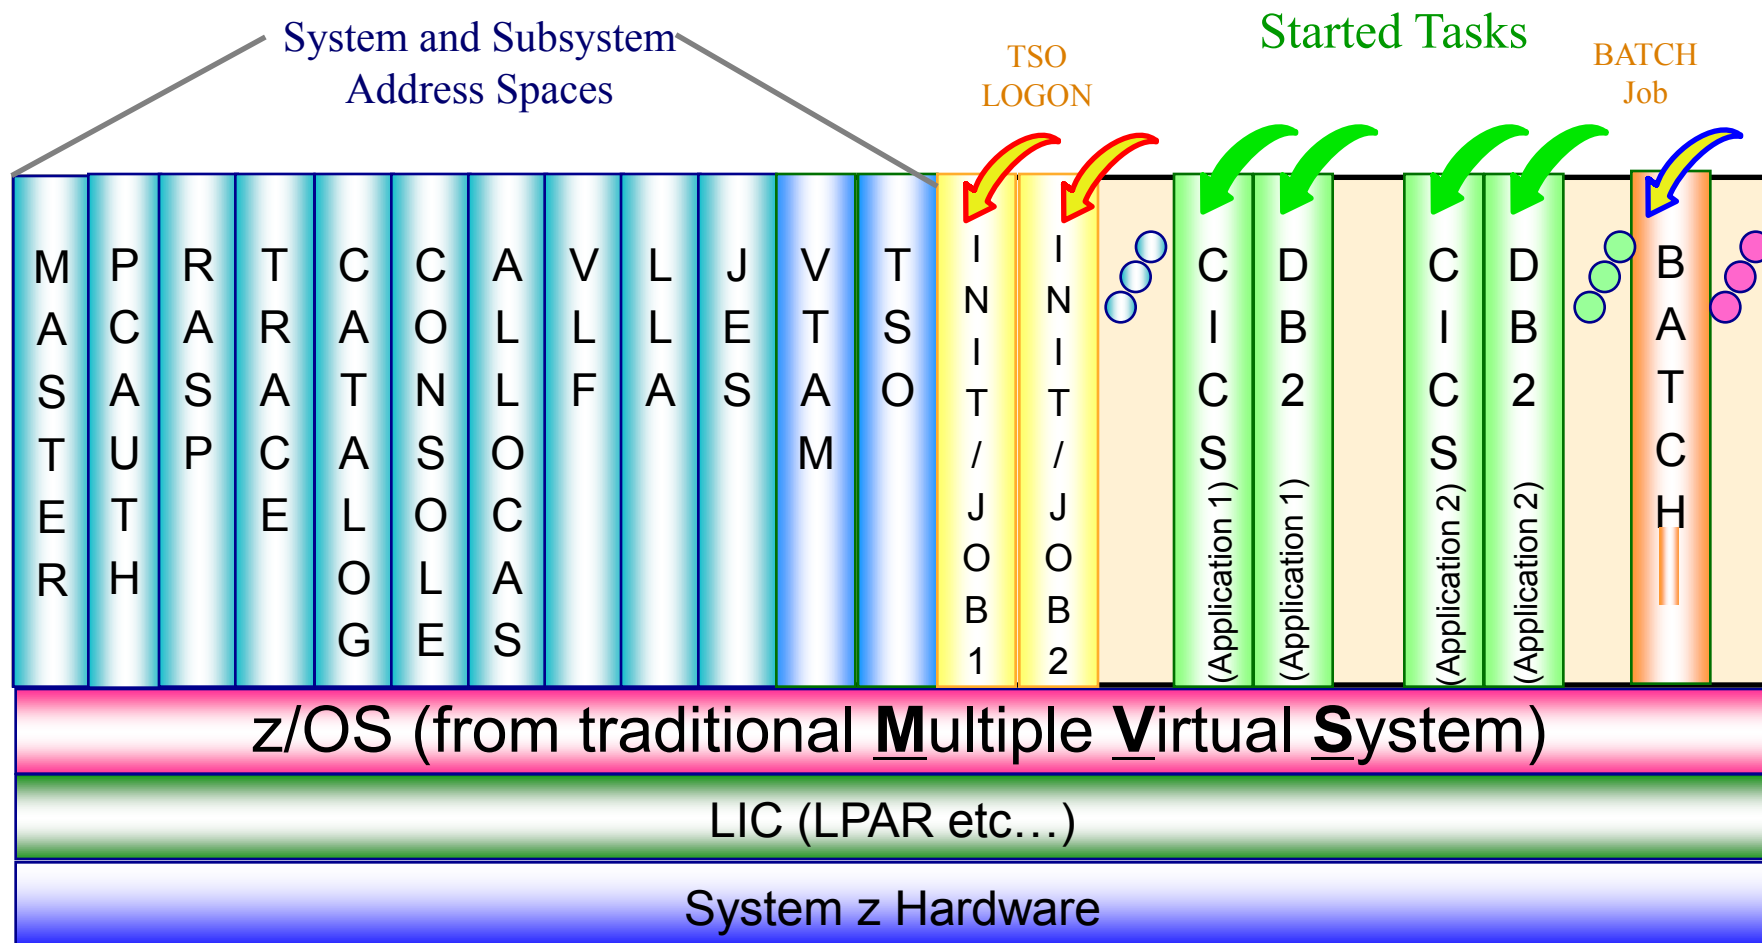 System and Subsystem
Address Spaces
TSO
LOGON
Started Tasks
BATCH
Job
MASTER
PCAUTH
RASP
TRACE
CATALOG
CONSOLE
ALLOCAS
VLF
LLA
JES
VTAM
TSO
INIT/JOB1
INIT/JOB2
CICS (Application 1)
DB2 (Application 1)
CICS (Application 2)
DB2 (Application 2)
BATCH
z/OS (from traditional Multiple Virtual System)
LIC (LPAR etc…)
System z Hardware